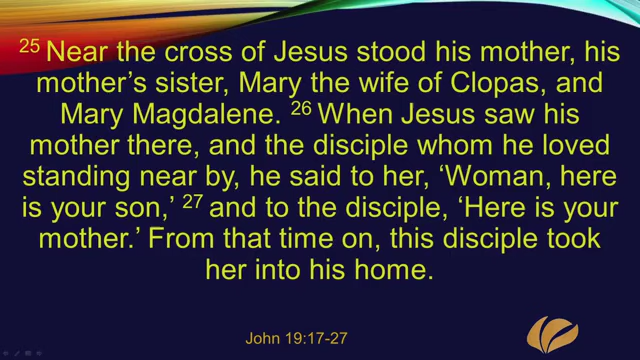 25 Near the cross of Jesus stood his mother, his
mother’s sister, Mary the wife of Clopas, and
Mary Magdalene. 26 When Jesus saw his
mother there, and the disciple whom he loved
standing near by, he said to her, ‘Woman, here
is your son,’ 27 and to the disciple, ‘Here is your
mother.’ From that time on, this disciple took
her into his home.
John 19:17-27